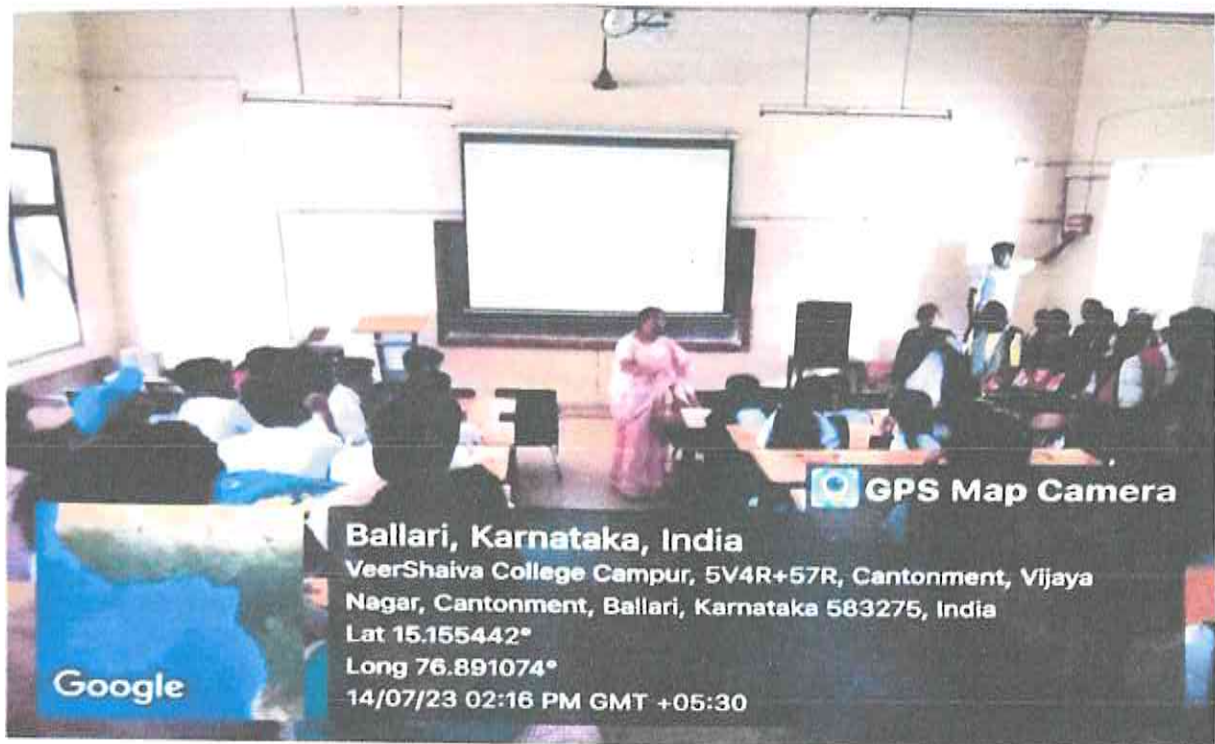 GPS Map Camera
Ballari, Karnataka, India
VeerShaiva College Campur, 5V4R+57R, Cantonment, Vijaya
Nagar, Cantonment, Ballari, Karnataka 583275, India
Lat 15.155442°
Long 76.891074°
14/07/23 02:16 PM GMT +05:30
Google